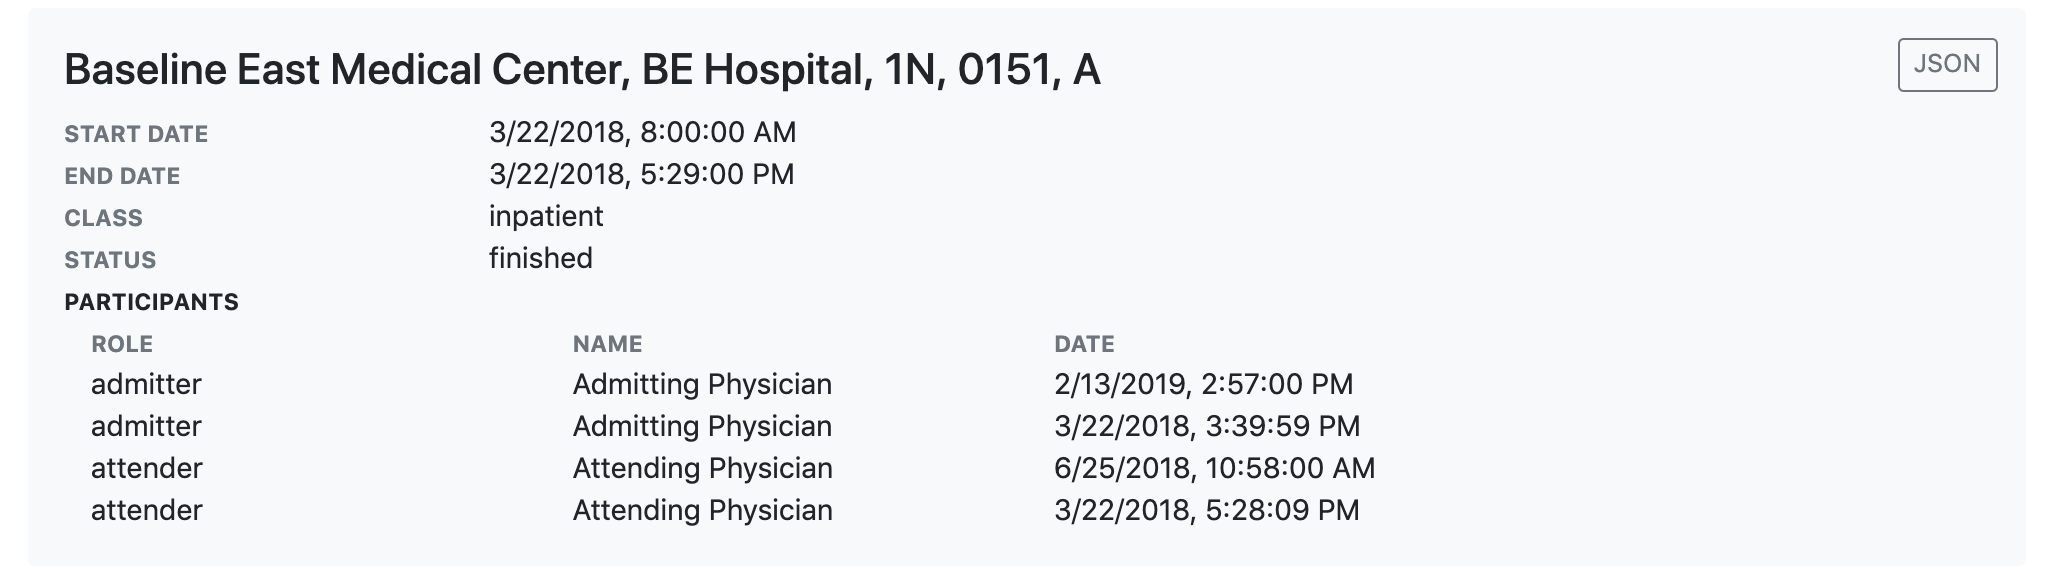 Baseline East Medical Center, BE Hospital, 1N, 0151, A
JSON
START DATE 3/22/2018, 8:00:00 AM
END DATE 3/22/2018, 5:29:00 PM
CLASS inpatient
STATUS finished
PARTICIPANTS
ROLE NAME DATE
admitter Admitting Physician 2/13/2019, 2:57:00 PM
admitter Admitting Physician 3/22/2018, 3:39:59 PM
attender Attending Physician 6/25/2018, 10:58:00 AM
attender Attending Physician 3/22/2018, 5:28:09 PM